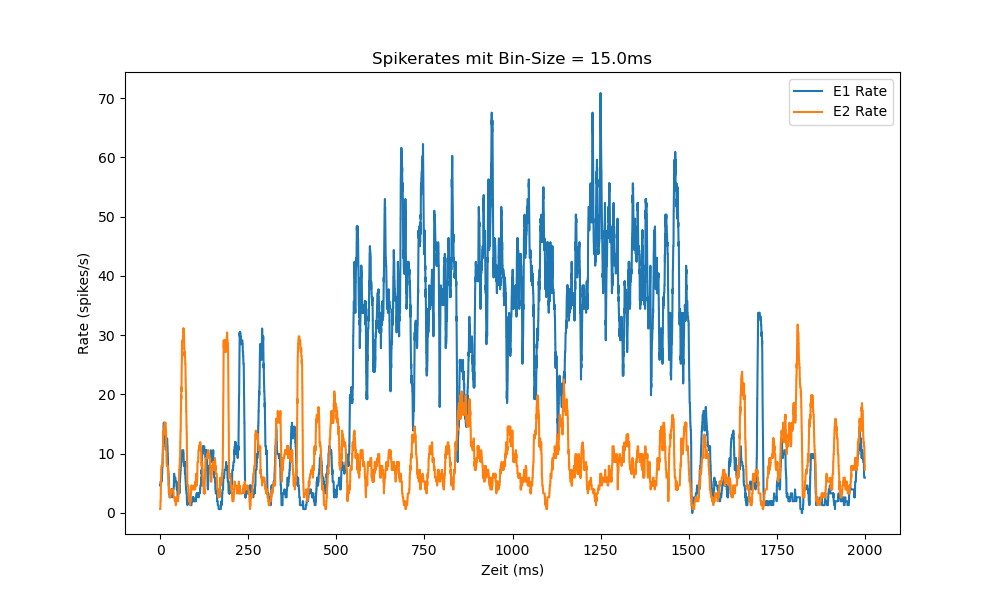 Spikerates mit Bin-Size = 15.0ms
E1 Rate
E2 Rate
70
60
50
40
30
20
10
0
Rate (spikes/s)
0 250 500 750 1000 1250 1500 1750 2000
Zeit (ms)